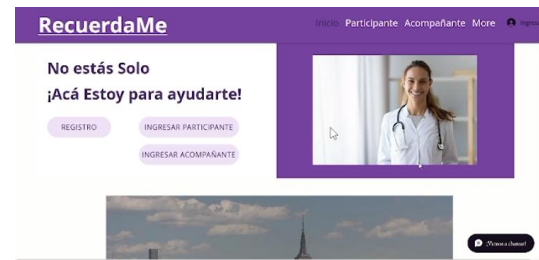 RecuerdaMe
Inicio Participante Acompañante More
No estás Solo
¡Acá Estoy para ayudarte!
REGISTRO
INGRESAR PARTICIPANTE
INGRESAR ACOMPAÑANTE